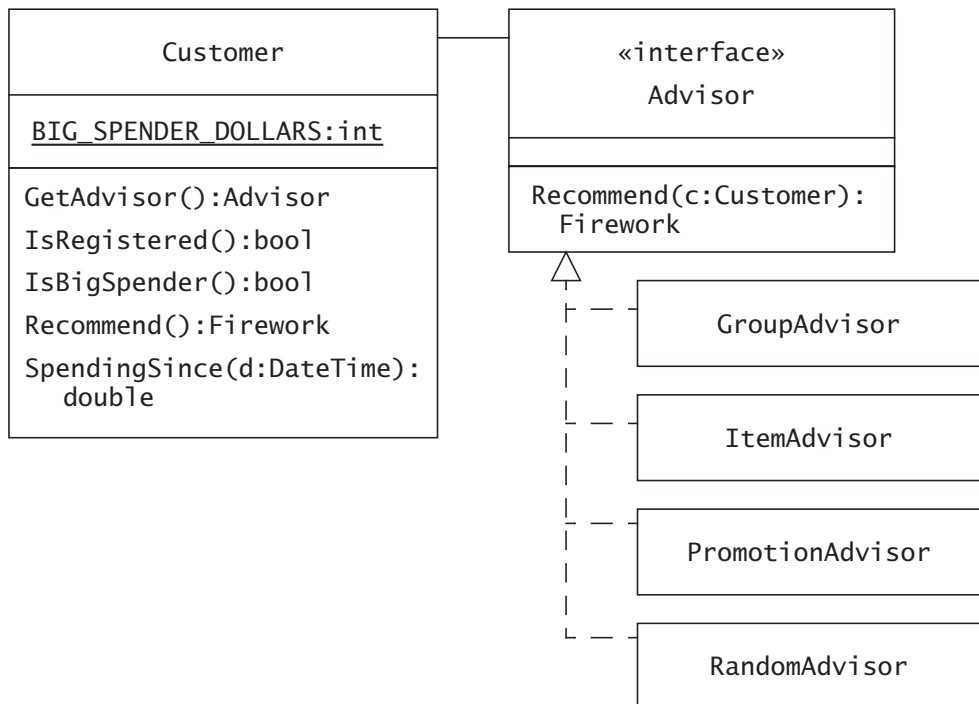 Customer
BIG_SPENDER_DOLLARS:int
GetAdvisor():Advisor
IsRegistered():bool
IsBigSpender():bool
Recommend():Firework
SpendingSince(d:DateTime):
double
«interface»
Advisor
Recommend(c:Customer):
Firework
GroupAdvisor
ItemAdvisor
PromotionAdvisor
RandomAdvisor